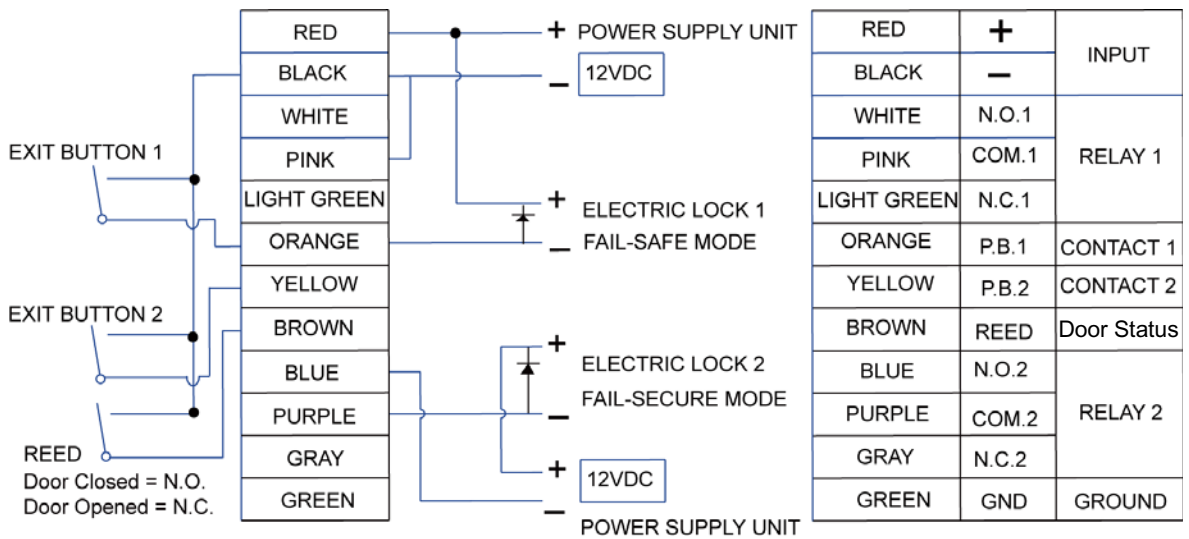 RED
BLACK
WHITE
PINK
LIGHT GREEN
ORANGE
YELLOW
BROWN
BLUE
PURPLE
GRAY
GREEN
EXIT BUTTON 1
EXIT BUTTON 2
REED
Door Closed = N.O.
Door Opened = N.C.
+ POWER SUPPLY UNIT
− 12VDC
+ ELECTRIC LOCK 1
− FAIL-SAFE MODE
+ ELECTRIC LOCK 2
− FAIL-SECURE MODE
+ 12VDC
− POWER SUPPLY UNIT
RED + INPUT
BLACK −
WHITE N.O.1
PINK COM.1 RELAY 1
LIGHT GREEN N.C.1
ORANGE P.B.1 CONTACT 1
YELLOW P.B.2 CONTACT 2
BROWN REED Door Status
BLUE N.O.2
PURPLE COM.2 RELAY 2
GRAY N.C.2
GREEN GND GROUND